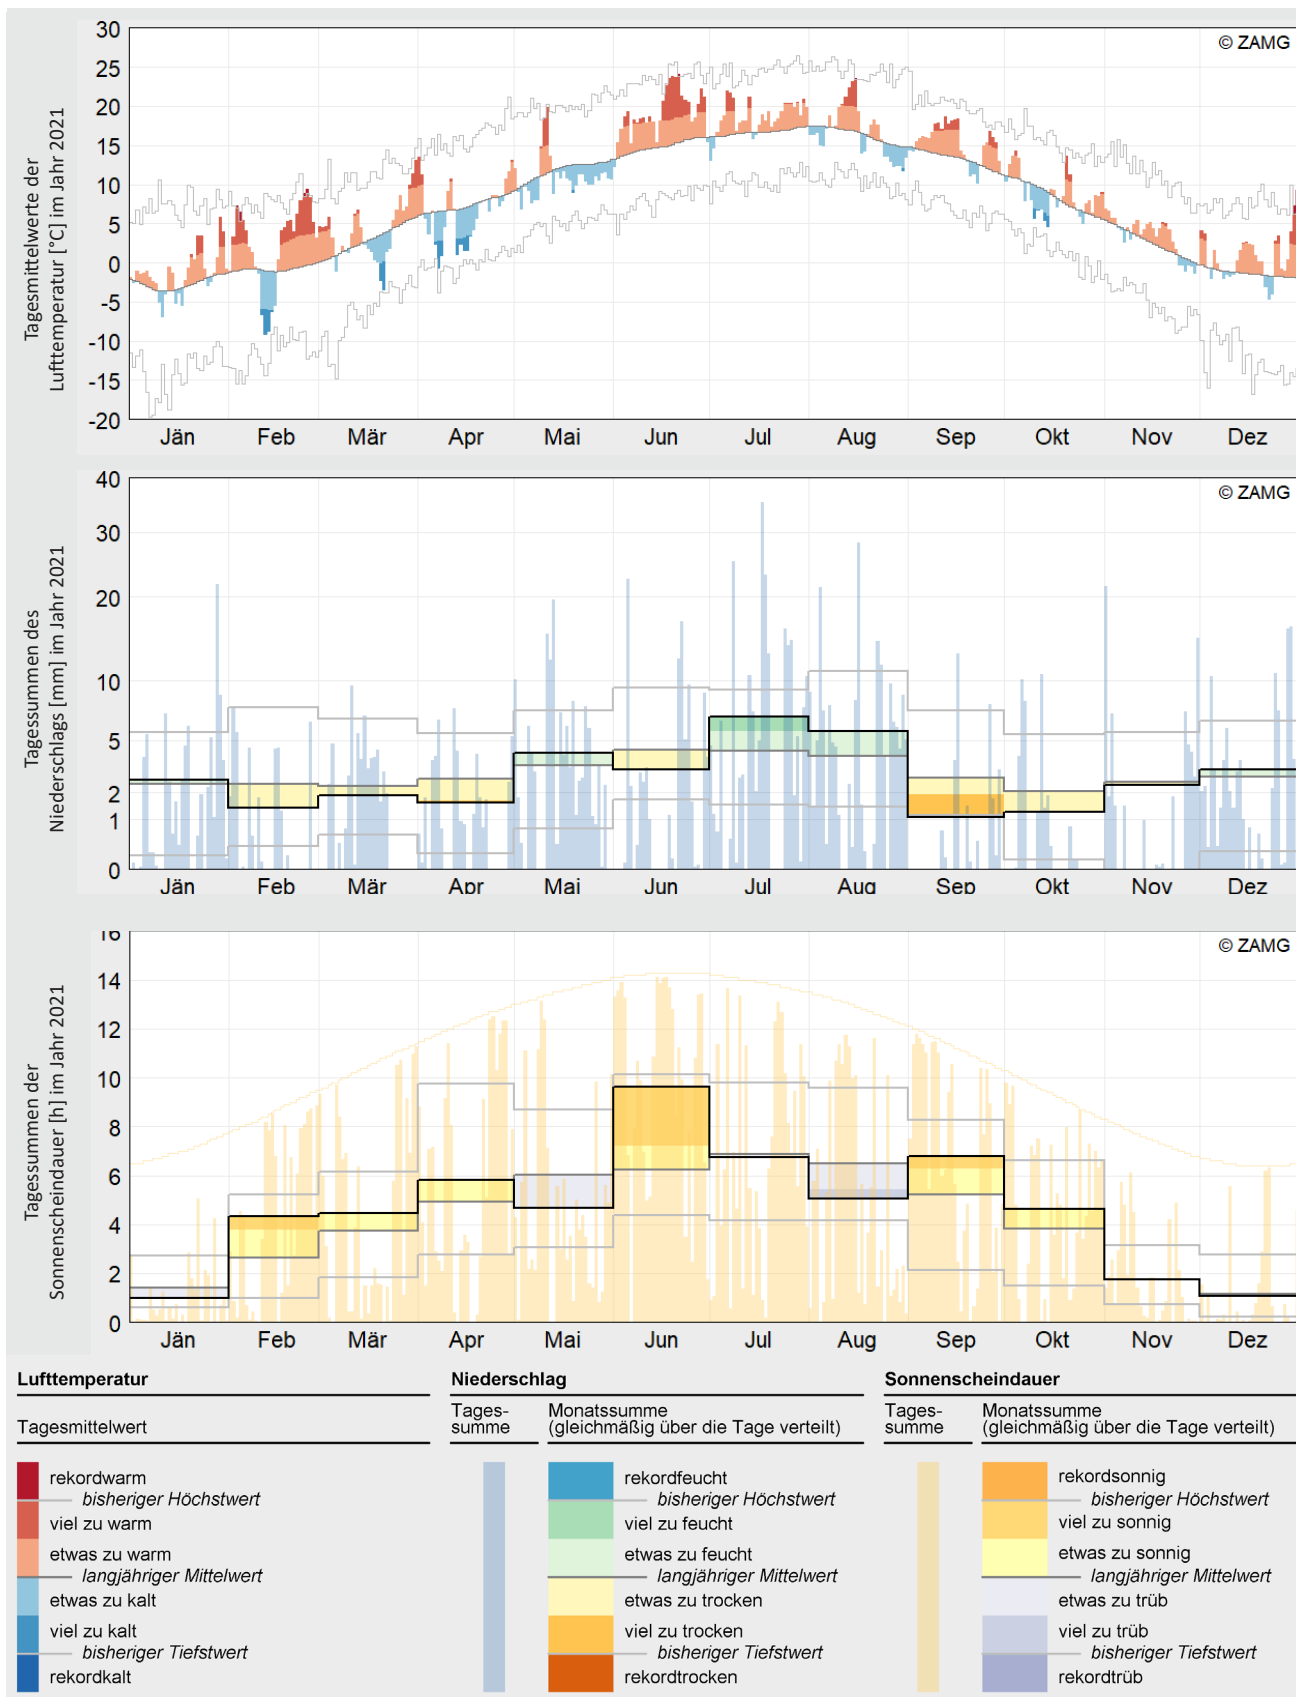 Tagesmittelwerte der
Lufttemperatur [°C] im Jahr 2021
30
25
20
15
10
5
0
-5
-10
-15
-20
© ZAMG
Jän Feb Mär Apr Mai Jun Jul Aug Sep Okt Nov Dez
Tagessummen des
Niederschlags [mm] im Jahr 2021
40
30
20
10
5
2
1
0
© ZAMG
Jän Feb Mär Apr Mai Jun Jul Aug Sep Okt Nov Dez
Tagessummen der
Sonnenscheindauer [h] im Jahr 2021
16
14
12
10
8
6
4
2
0
© ZAMG
Jän Feb Mär Apr Mai Jun Jul Aug Sep Okt Nov Dez
Lufttemperatur
Tagesmittelwert
rekordwarm
bisheriger Höchstwert
viel zu warm
etwas zu warm
langjähriger Mittelwert
etwas zu kalt
viel zu kalt
bisheriger Tiefstwert
rekordkalt
Niederschlag
Tages-
summe
Monatssumme
(gleichmäßig über die Tage verteilt)
rekordfeucht
bisheriger Höchstwert
viel zu feucht
etwas zu feucht
langjähriger Mittelwert
etwas zu trocken
viel zu trocken
bisheriger Tiefstwert
rekordtrocken
Sonnenscheindauer
Tages-
summe
Monatssumme
(gleichmäßig über die Tage verteilt)
rekordsonnig
bisheriger Höchstwert
viel zu sonnig
etwas zu sonnig
langjähriger Mittelwert
etwas zu trüb
viel zu trüb
bisheriger Tiefstwert
rekordtrüb